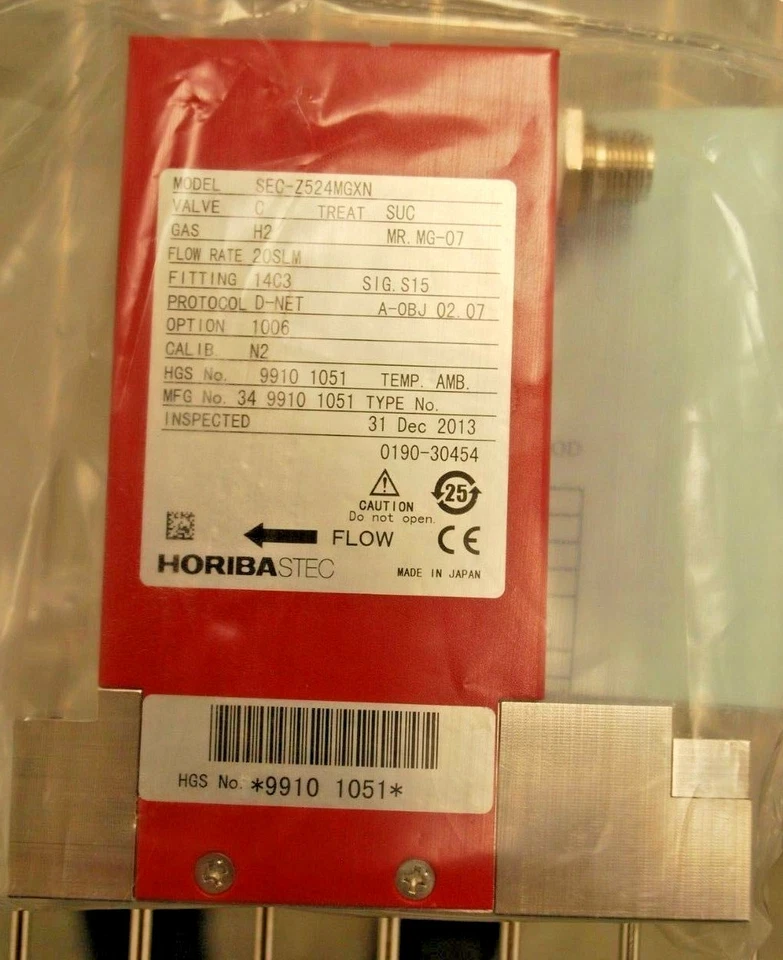 MODEL SEC-Z524MGXN
VALVE C TREAT SUC
GAS H2 MR. MG-07
FLOW RATE 20SLM
FITTING 14C3 SIG. S15
PROTOCOL D-NET A-OBJ 02.07
OPTION 1006
CALIB. N2
HGS No. 9910 1051 TEMP. AMB.
MFG No. 34 9910 1051 TYPE No.
INSPECTED 31 Dec 2013
0190-30454
25
CAUTION
Do not open.
FLOW CE
HORIBASTEC MADE IN JAPAN
HGS No. *9910 1051*